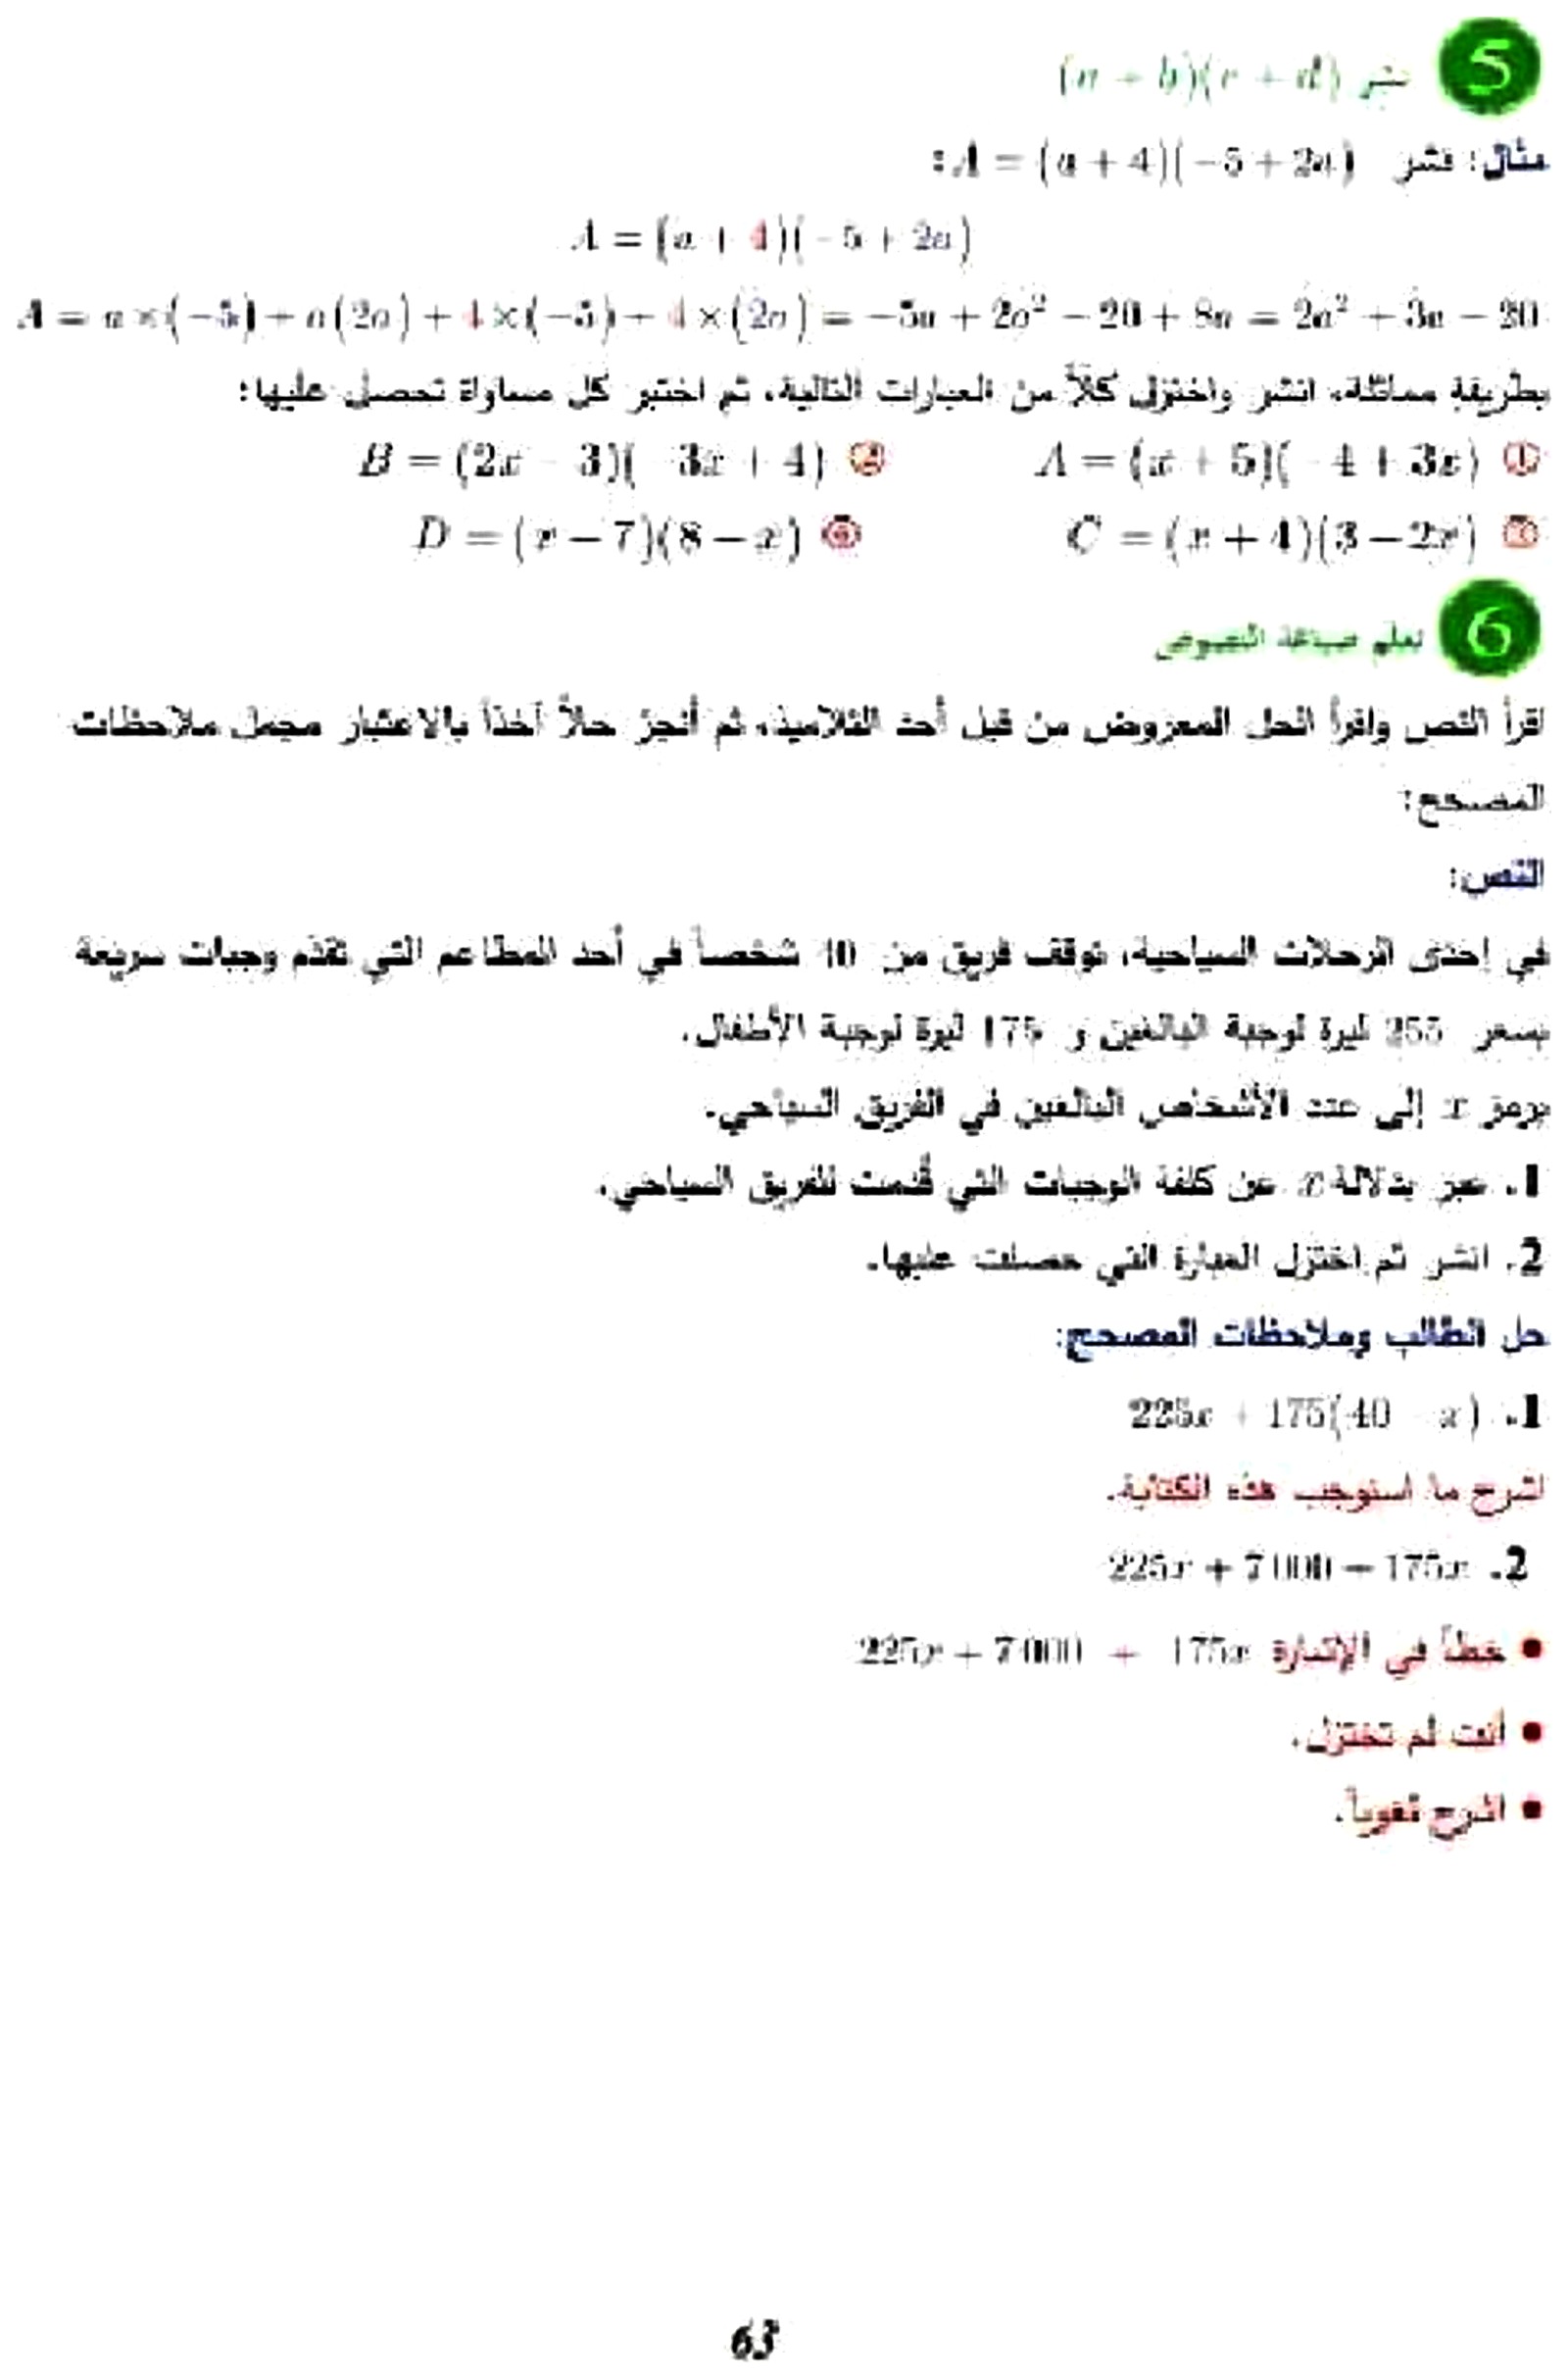 5 نشر (a + b)(c + d)
مثال: نشر A = (a + 4)(-5 + 2a):
A = (a + 4)(-5 + 2a)
A = a×(-5) + a(2a) + 4×(-5) + 4×(2a) = -5a + 2a² - 20 + 8a = 2a² + 3a - 20
بطريقة مماثلة، انشر واختزل كلاً من العبارات التالية، ثم اختبر كل مساواة تحصل عليها:
① A = (x + 5)(-4 + 3x) ② B = (2x - 3)(-3x + 4)
③ C = (x + 4)(3 - 2x) D = (x - 7)(8 - x)
6 تعلم صياغة النصوص
اقرأ النص واقرأ الحل المعروض من قبل أحد التلاميذ، ثم أنجز حلاً آخذاً بالاعتبار مجمل ملاحظات
المصحح:
النص:
في إحدى الرحلات السياحية، توقف فريق من 40 شخصاً في أحد المطاعم التي تقدم وجبات سريعة
بسعر ليرة لوجبة البالغين و 175 ليرة لوجبة الأطفال.
يرمز x إلى عدد الأشخاص البالغين في الفريق السياحي.
1. عبر بدلالة x عن كلفة الوجبات التي قُدمت للفريق السياحي.
2. انشر ثم اختزل العبارة التي حصلت عليها.
حل الطالب وملاحظات المصحح:
1. 225x + 175(40 - x)
اشرح ما استوجب هذه الكتابة.
2. 225x + 7000 + 175x
• خطأ في الإشارة 225x + 7000 + 175x
• أنت لم تختزل.
• اشرح لغوياً.
63